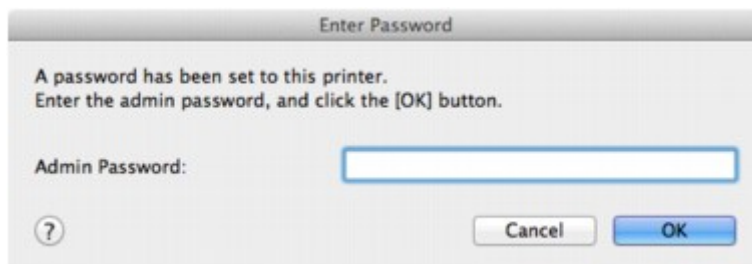 Enter Password
A password has been set to this printer.
Enter the admin password, and click the [OK] button.
Admin Password:
? Cancel OK